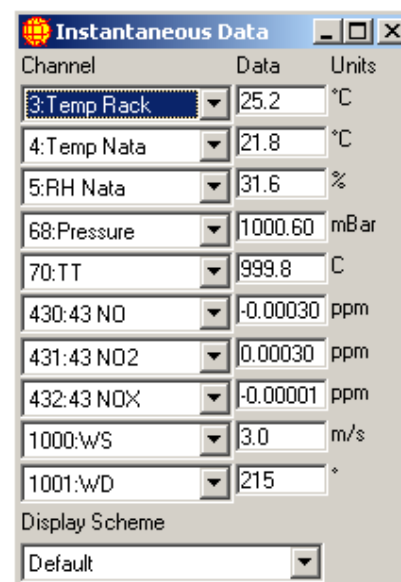 Instantaneous Data
Channel Data Units
3:Temp Rack 25.2 °C
4:Temp Nata 21.8 °C
5:RH Nata 31.6 %
68:Pressure 1000.60 mBar
70:TT 999.8 C
430:43 NO -0.00030 ppm
431:43 NO2 0.00030 ppm
432:43 NOX -0.00001 ppm
1000:WS 3.0 m/s
1001:WD 215 °
Display Scheme
Default